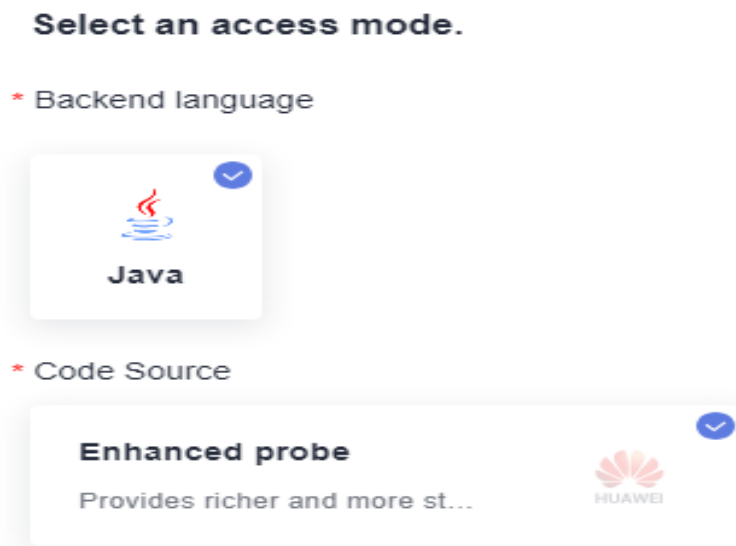 Select an access mode.
* Backend language
Java
* Code Source
Enhanced probe
Provides richer and more st...
HUAWEI